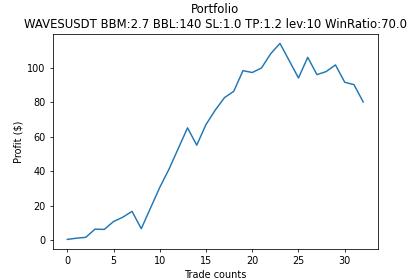 Portfolio
WAVESUSDT BBM:2.7 BBL:140 SL:1.0 TP:1.2 lev:10 WinRatio:70.0
100
80
60
40
20
0
Profit ($)
0 5 10 15 20 25 30
Trade counts